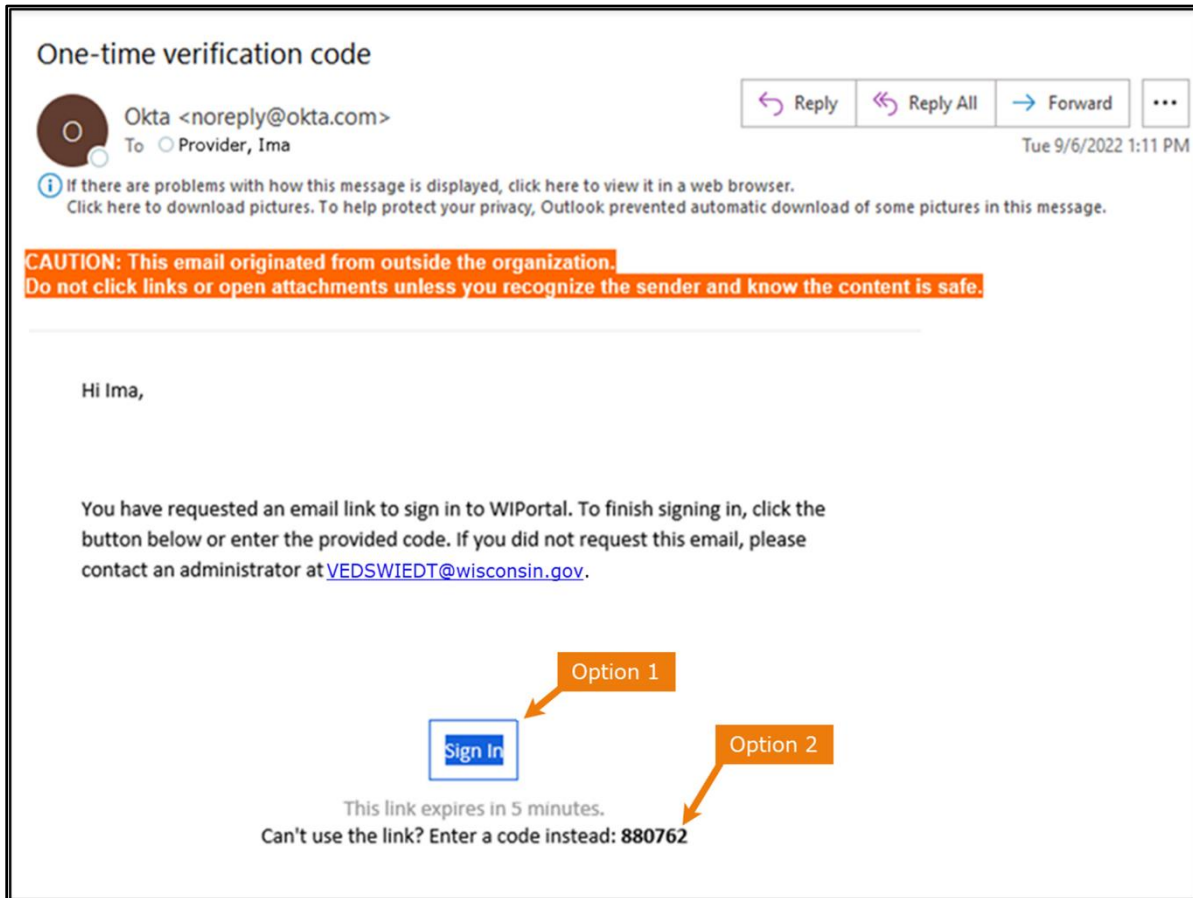 One-time verification code
O
Okta <noreply@okta.com>
To Provider, Ima
Reply
Reply All
Forward
...
Tue 9/6/2022 1:11 PM
If there are problems with how this message is displayed, click here to view it in a web browser.
Click here to download pictures. To help protect your privacy, Outlook prevented automatic download of some pictures in this message.
CAUTION: This email originated from outside the organization.
Do not click links or open attachments unless you recognize the sender and know the content is safe.
Hi Ima,
You have requested an email link to sign in to WIPortal. To finish signing in, click the
button below or enter the provided code. If you did not request this email, please
contact an administrator at VEDSWIEDT@wisconsin.gov.
Option 1
Sign In
Option 2
This link expires in 5 minutes.
Can't use the link? Enter a code instead: 880762